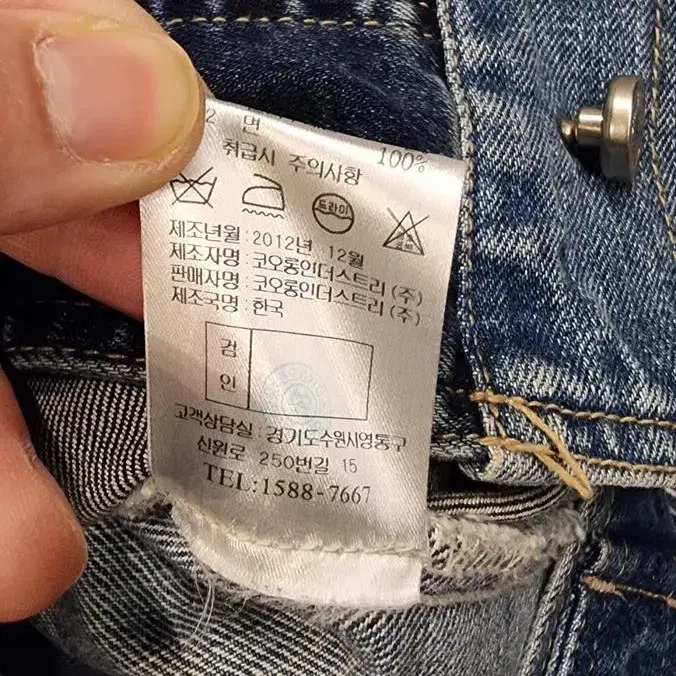 2 면 100%
취급시 주의사항
드라이
제조년월 : 2012년 12월
제조자명 : 코오롱인더스트리 (주)
판매자명 : 코오롱인더스트리 (주)
제조국명 : 한국
검
인
고객상담실 : 경기도수원시영통구
신원로 250번길 15
TEL:1588-7667